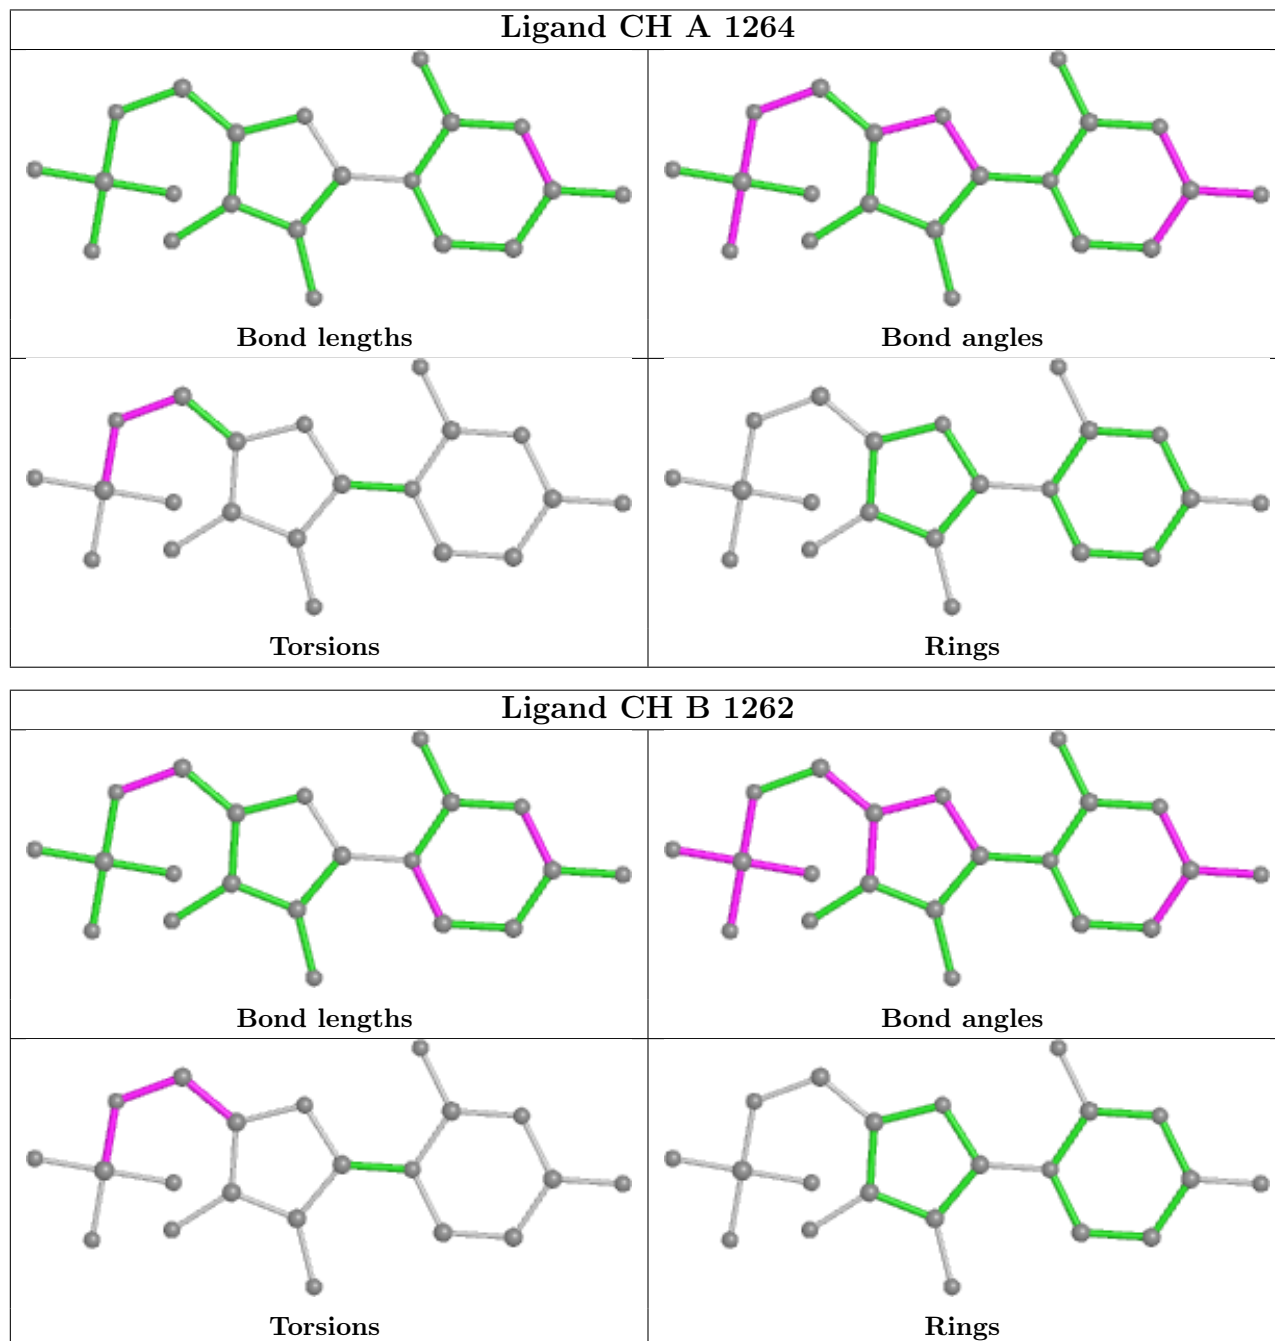 Ligand CH A 1264
Bond lengths
Bond angles
Torsions
Rings
Ligand CH B 1262
Bond lengths
Bond angles
Torsions
Rings